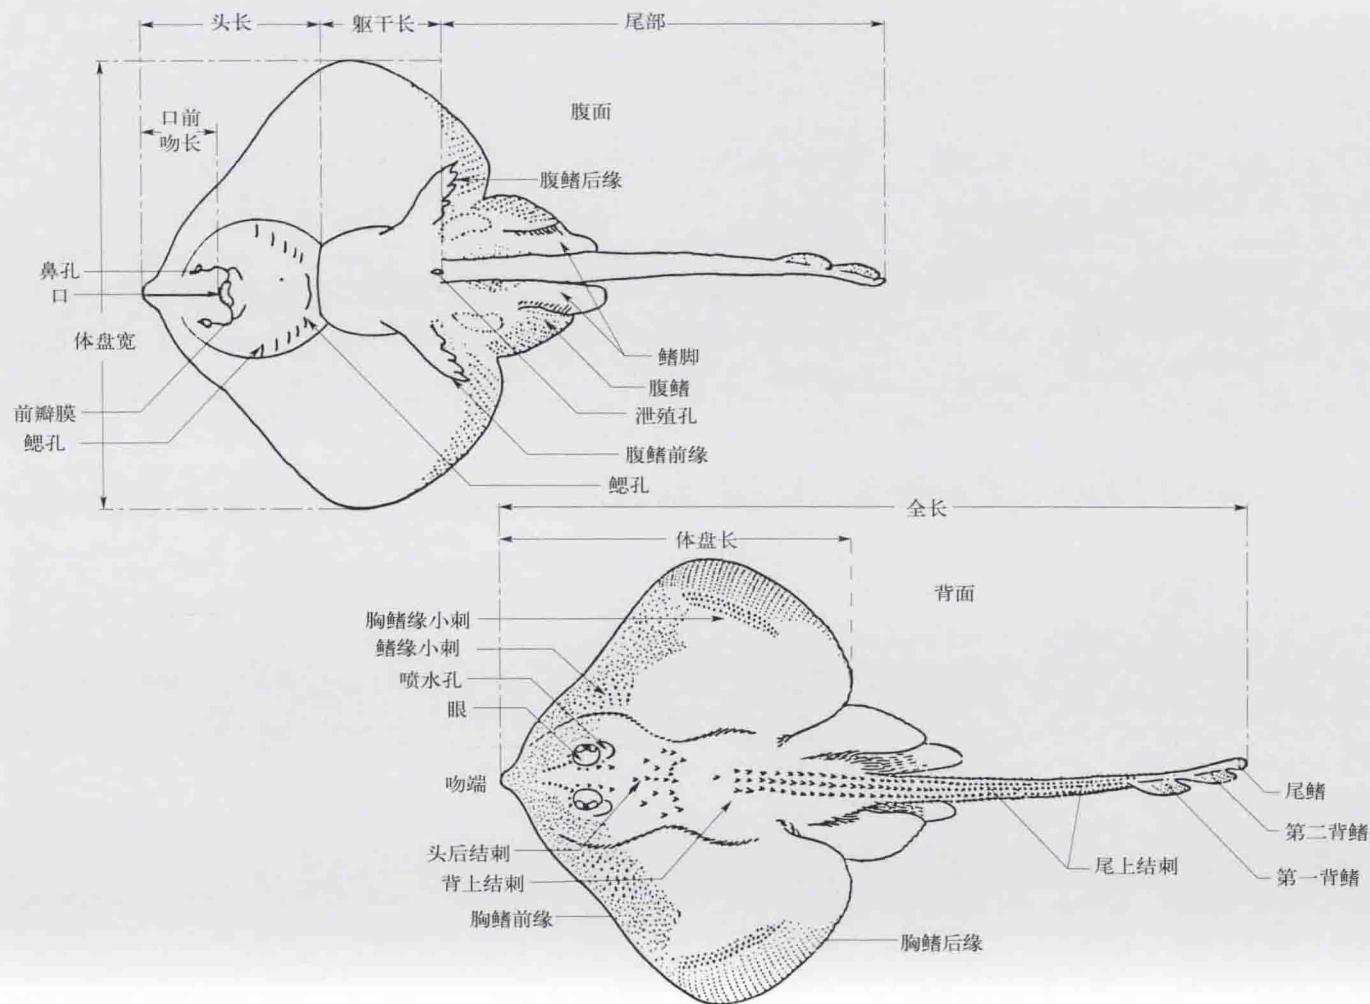 头长
躯干长
尾部
口前
吻长
腹面
腹鳍后缘
鼻孔
口
体盘宽
前瓣膜
鳃孔
鳍脚
腹鳍
泄殖孔
腹鳍前缘
鳃孔
全长
体盘长
背面
胸鳍缘小刺
鳍缘小刺
喷水孔
眼
吻端
头后结刺
背上结刺
胸鳍前缘
尾鳍
第二背鳍
第一背鳍
尾上结刺
胸鳍后缘